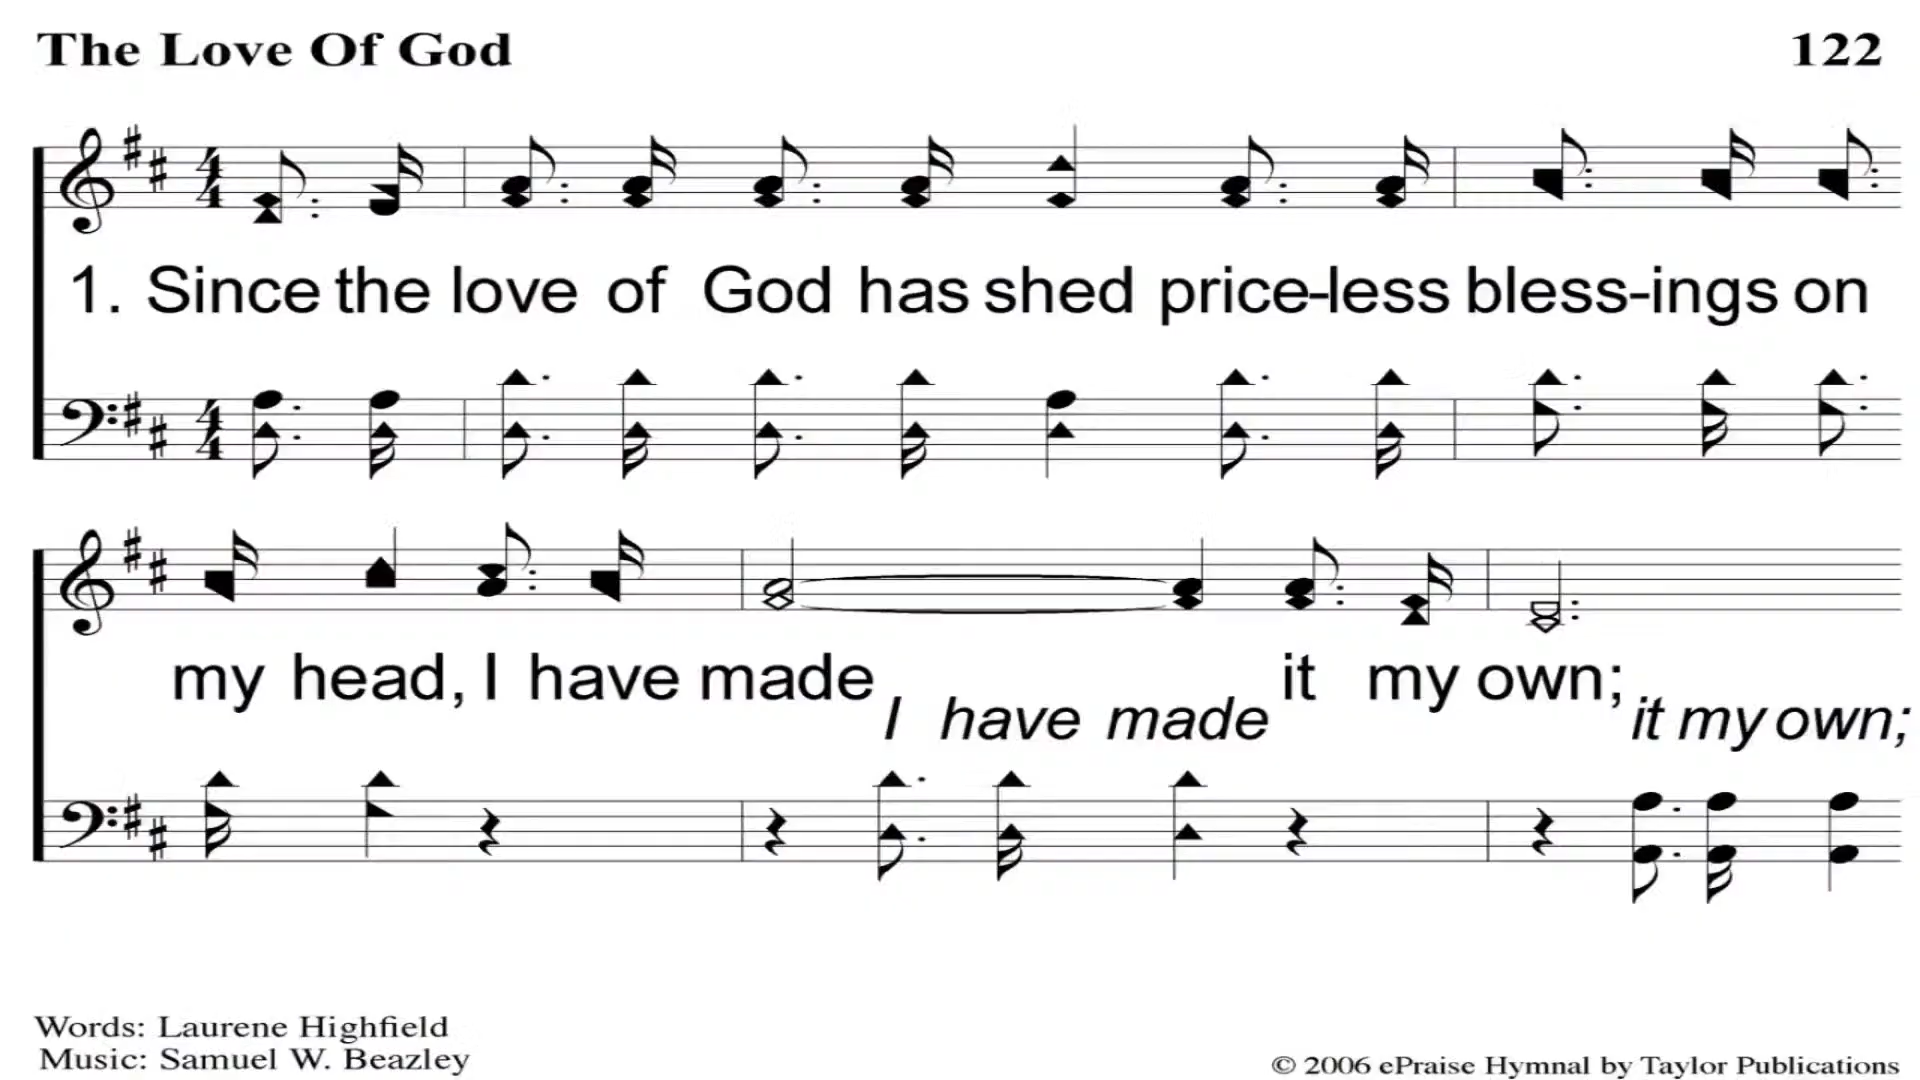 The Love Of God 122
1. Since the love of God has shed price-less bless-ings on
my head, I have made it my own;
I have made it my own;
Words: Laurene Highfield
Music: Samuel W. Beazley
© 2006 ePraise Hymnal by Taylor Publications